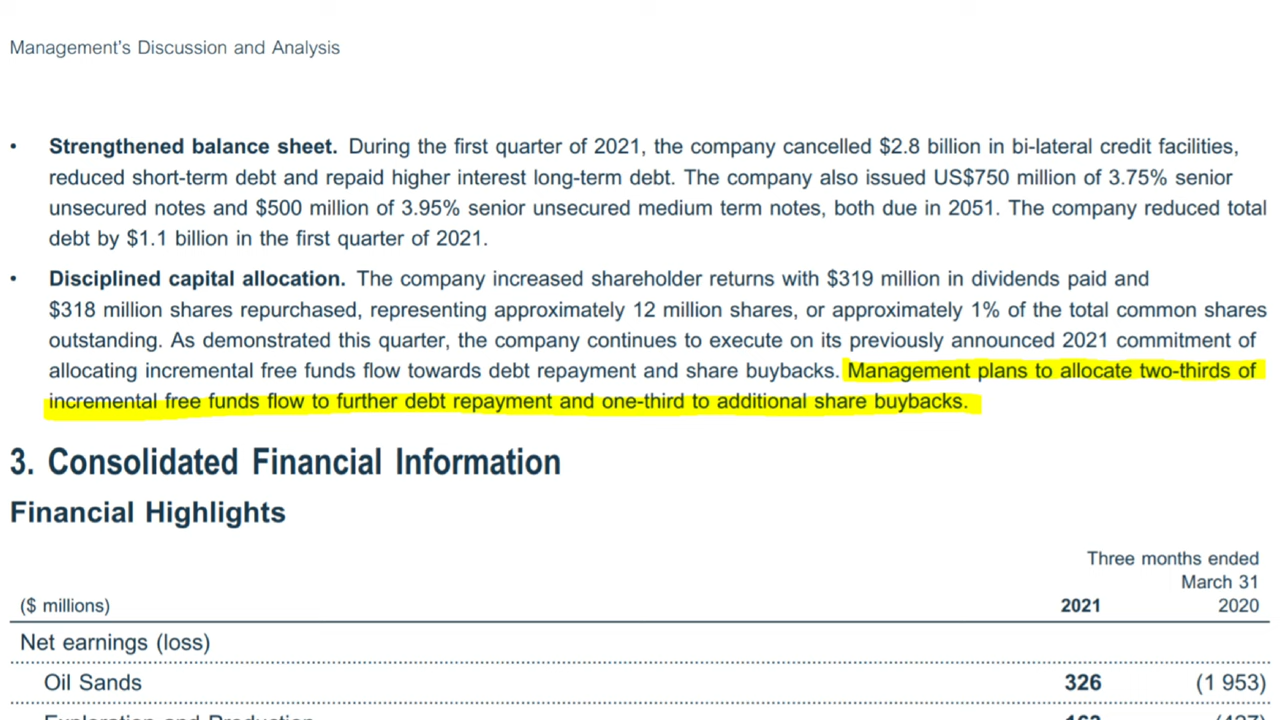 Management's Discussion and Analysis
• Strengthened balance sheet. During the first quarter of 2021, the company cancelled $2.8 billion in bi-lateral credit facilities,
reduced short-term debt and repaid higher interest long-term debt. The company also issued US$750 million of 3.75% senior
unsecured notes and $500 million of 3.95% senior unsecured medium term notes, both due in 2051. The company reduced total
debt by $1.1 billion in the first quarter of 2021.
• Disciplined capital allocation. The company increased shareholder returns with $319 million in dividends paid and
$318 million shares repurchased, representing approximately 12 million shares, or approximately 1% of the total common shares
outstanding. As demonstrated this quarter, the company continues to execute on its previously announced 2021 commitment of
allocating incremental free funds flow towards debt repayment and share buybacks. Management plans to allocate two-thirds of
incremental free funds flow to further debt repayment and one-third to additional share buybacks.
3. Consolidated Financial Information
Financial Highlights
Three months ended
March 31
($ millions) 2021 2020
Net earnings (loss)
Oil Sands 326 (1 953)
Exploration and Production